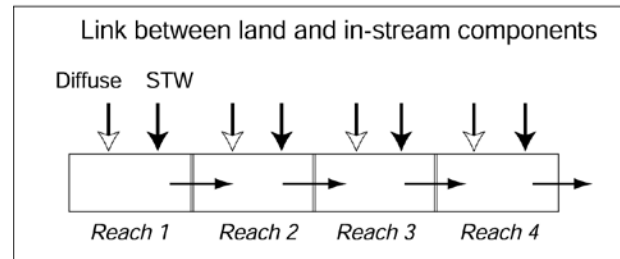 Link between land and in-stream components
Diffuse STW
Reach 1 Reach 2 Reach 3 Reach 4